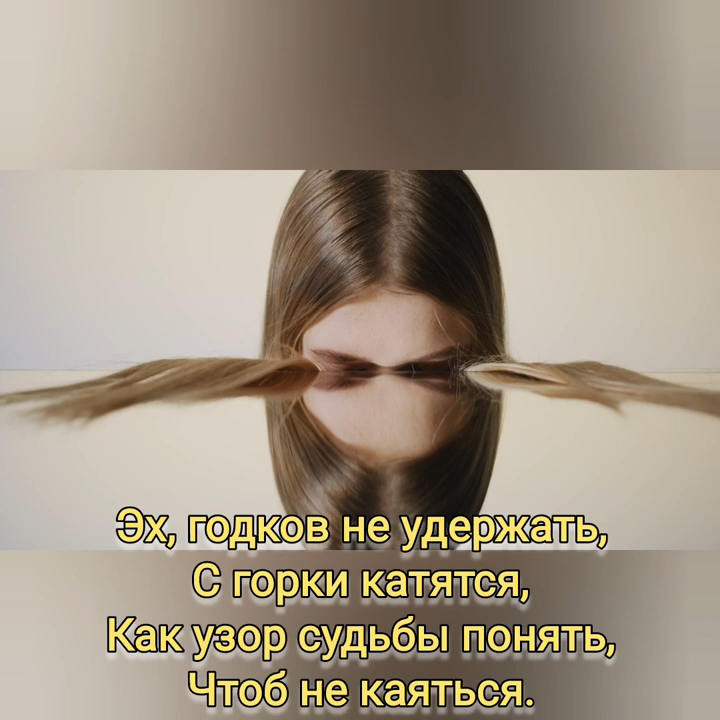 Эх, годков не удержать,
С горки катятся,
Как узор судьбы понять,
Чтоб не каяться.